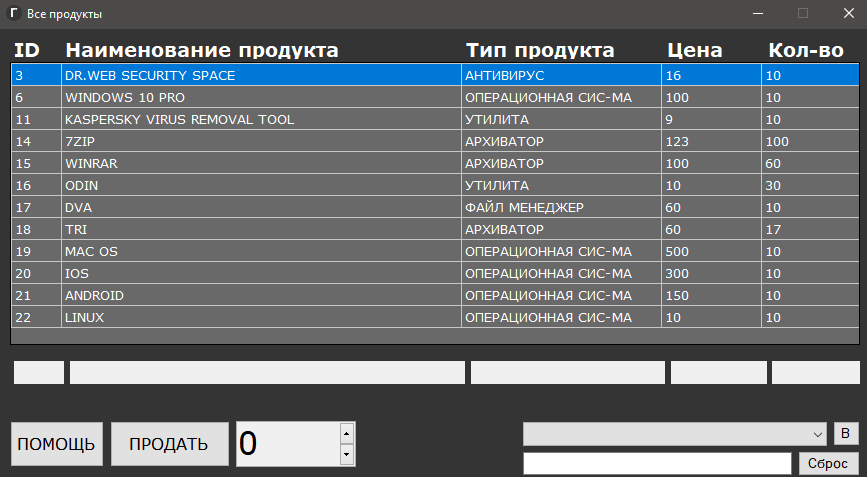 Г Все продукты
ID Наименование продукта Тип продукта Цена Кол-во
3 DR.WEB SECURITY SPACE АНТИВИРУС 16 10
6 WINDOWS 10 PRO ОПЕРАЦИОННАЯ СИС-МА 100 10
11 KASPERSKY VIRUS REMOVAL TOOL УТИЛИТА 9 10
14 7ZIP АРХИВАТОР 123 100
15 WINRAR АРХИВАТОР 100 60
16 ODIN УТИЛИТА 10 30
17 DVA ФАЙЛ МЕНЕДЖЕР 60 10
18 TRI АРХИВАТОР 60 17
19 MAC OS ОПЕРАЦИОННАЯ СИС-МА 500 10
20 IOS ОПЕРАЦИОННАЯ СИС-МА 300 10
21 ANDROID ОПЕРАЦИОННАЯ СИС-МА 150 10
22 LINUX ОПЕРАЦИОННАЯ СИС-МА 10 10
ПОМОЩЬ ПРОДАТЬ 0 В
Сброс